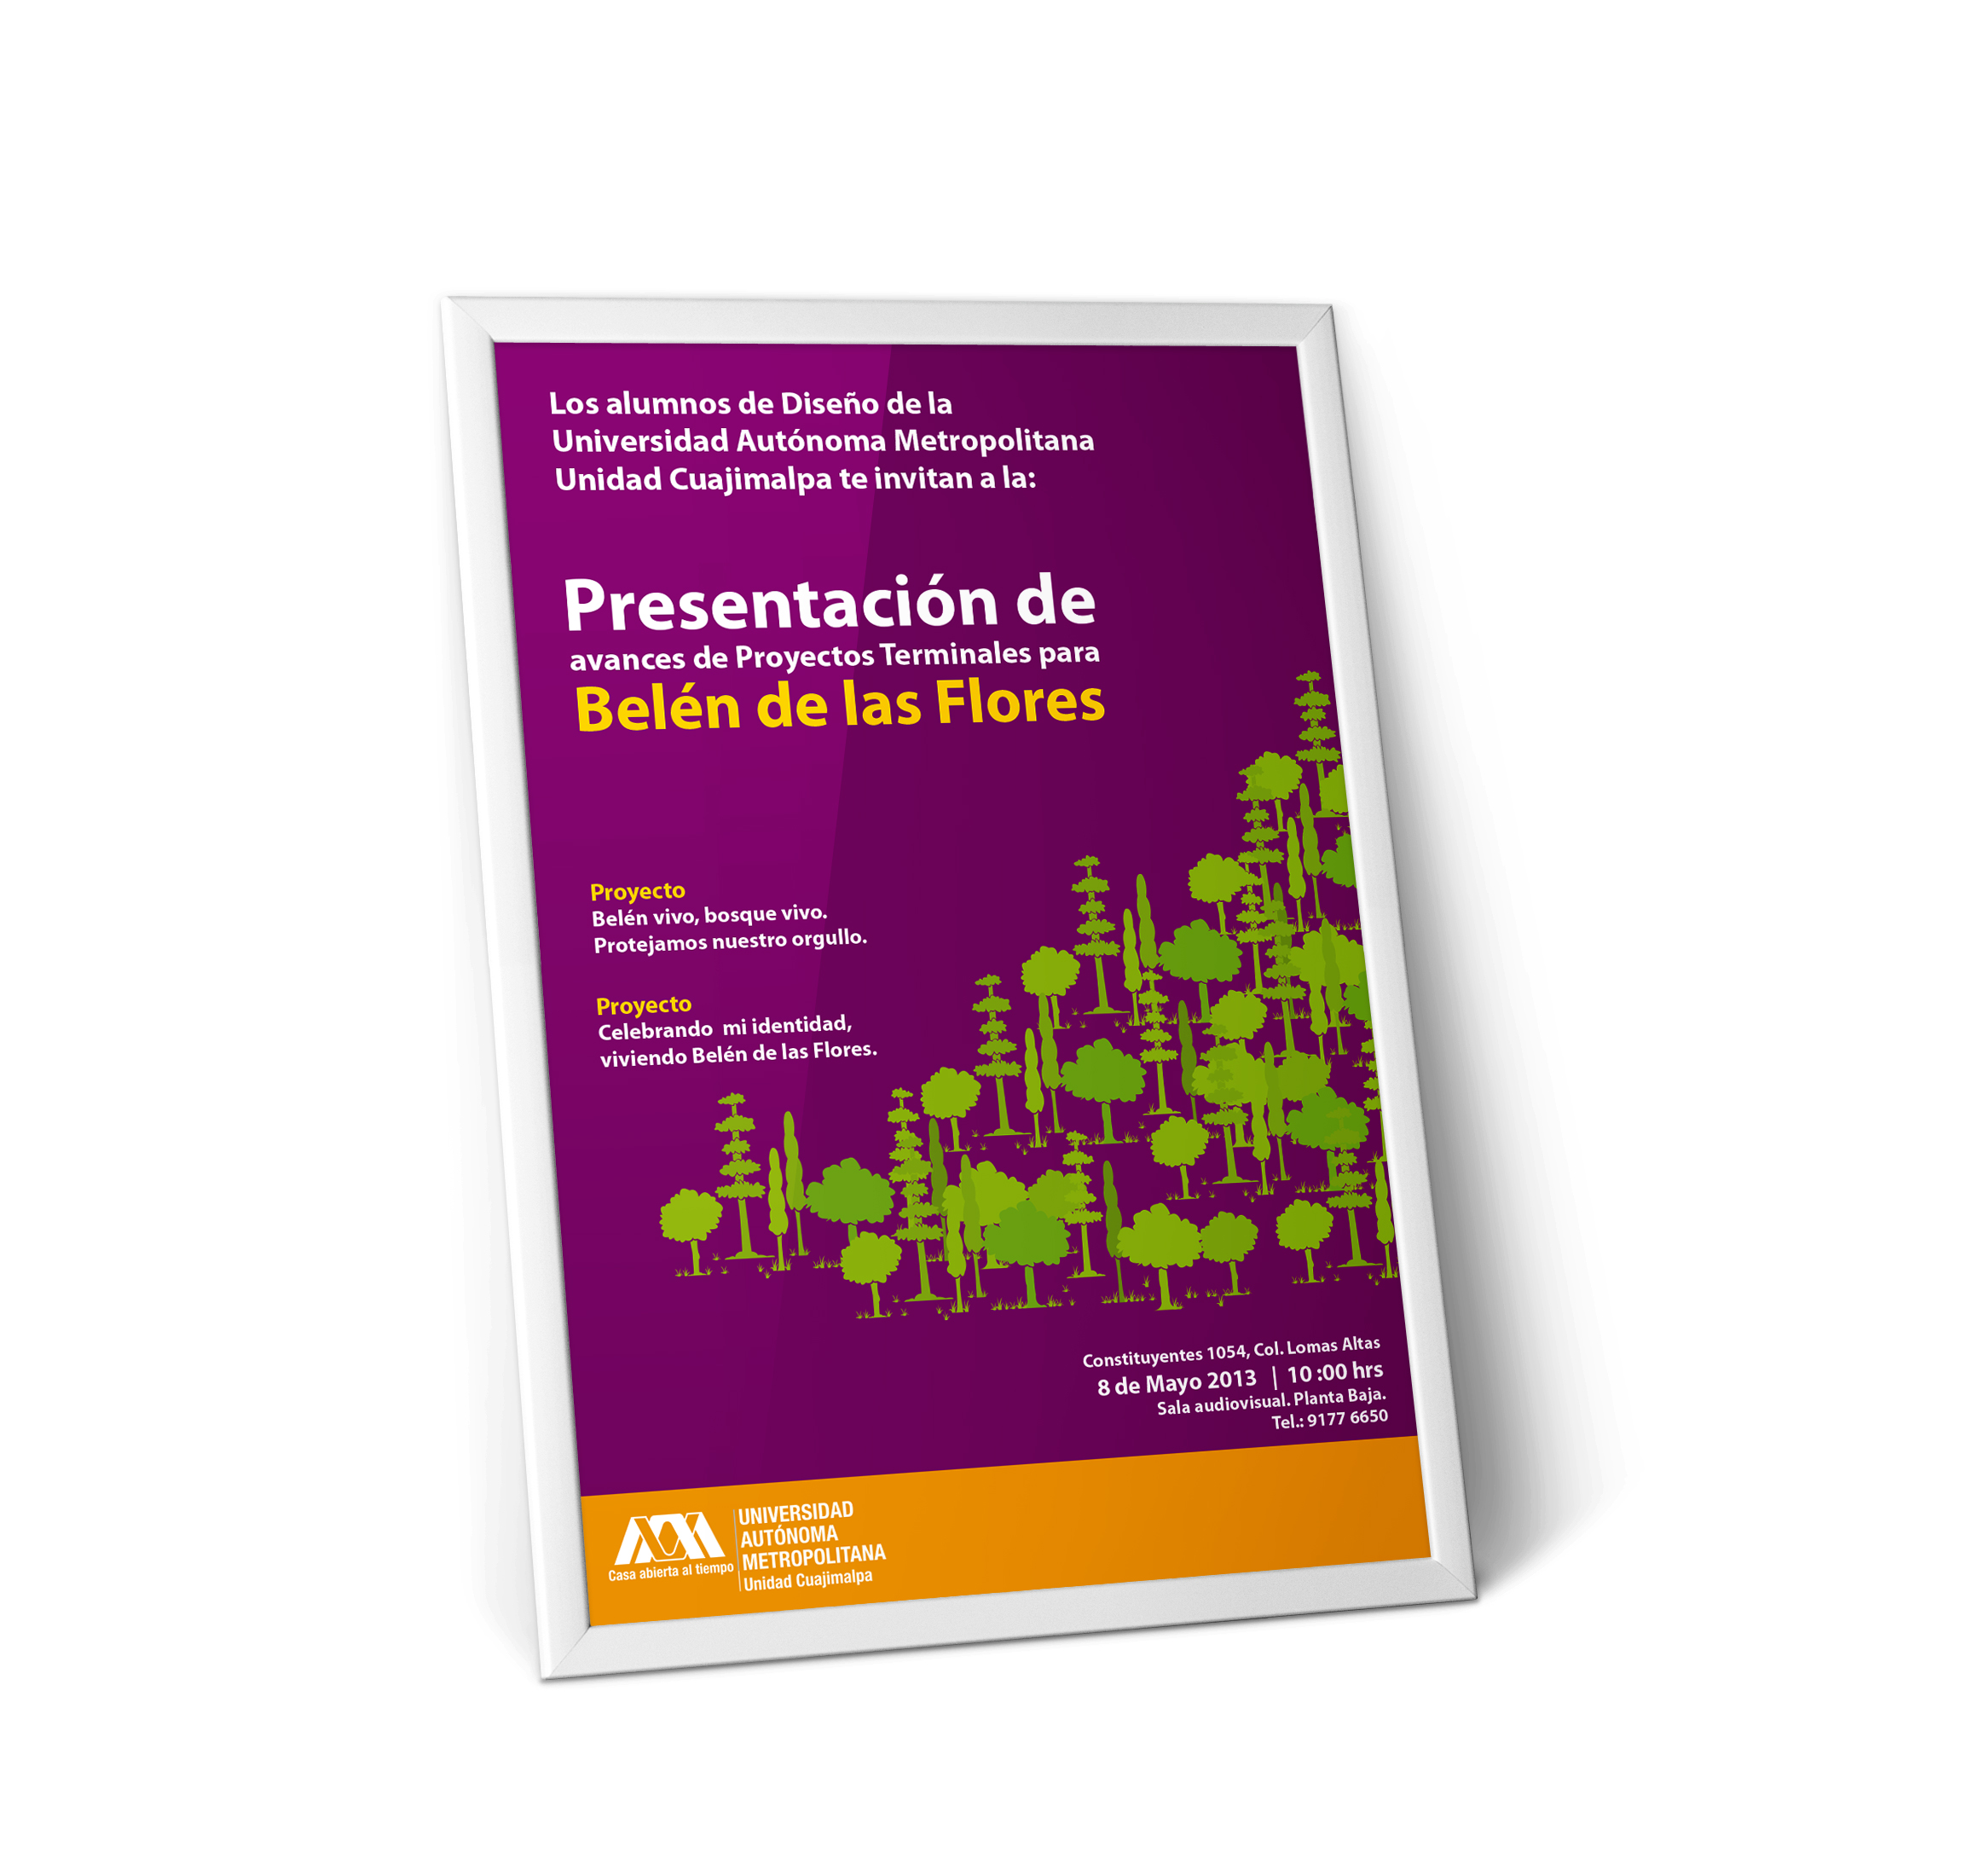 Los alumnos de Diseño de la
Universidad Autónoma Metropolitana
Unidad Cuajimalpa te invitan a la:
Presentación de
avances de Proyectos Terminales para
Belén de las Flores
Proyecto
Belén vivo, bosque vivo.
Protejamos nuestro orgullo.
Proyecto
Celebrando  mi identidad,
viviendo Belén de las Flores.
Constituyentes 1054, Col. Lomas Altas
8 de Mayo 2013 | 10 :00 hrs
Sala audiovisual. Planta Baja.
Tel.: 9177 6650
Casa abierta al tiempo
UNIVERSIDAD
AUTÓNOMA
METROPOLITANA
Unidad Cuajimalpa